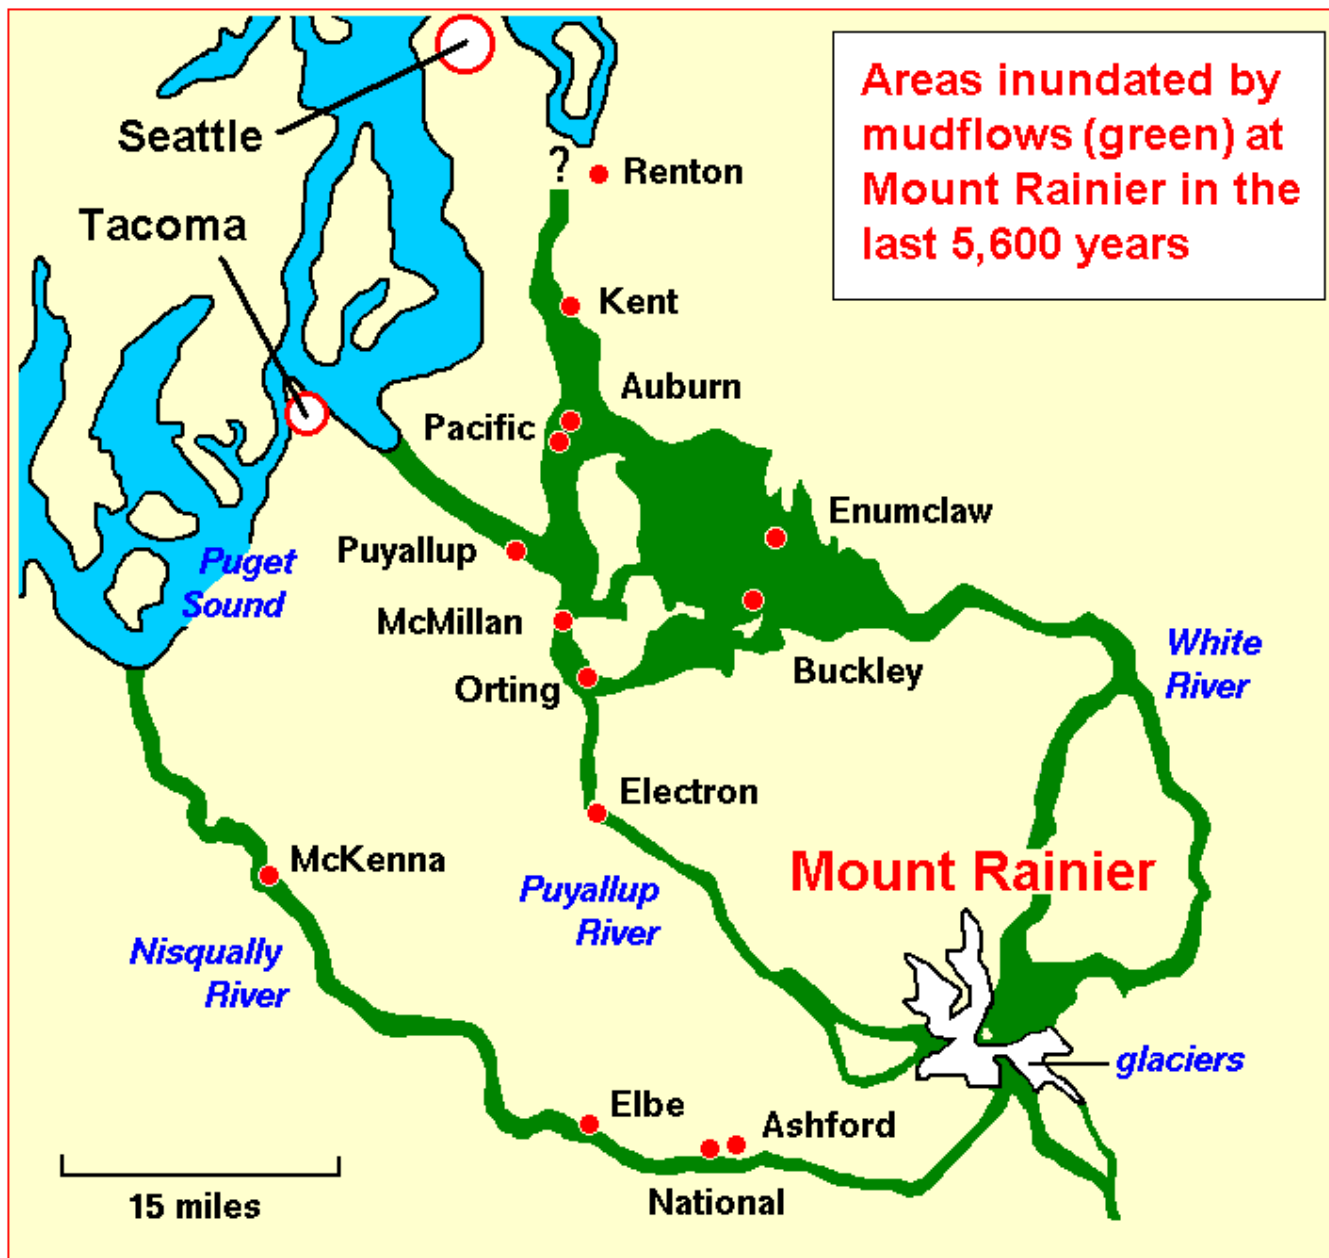 Areas inundated by
mudflows (green) at
Mount Rainier in the
last 5,600 years
Seattle
?
Renton
Tacoma
Kent
Auburn
Pacific
Enumclaw
Puyallup
Puget
Sound
McMillan
White
River
Buckley
Orting
Electron
McKenna
Mount Rainier
Puyallup
River
Nisqually
River
glaciers
Elbe
Ashford
National
15 miles